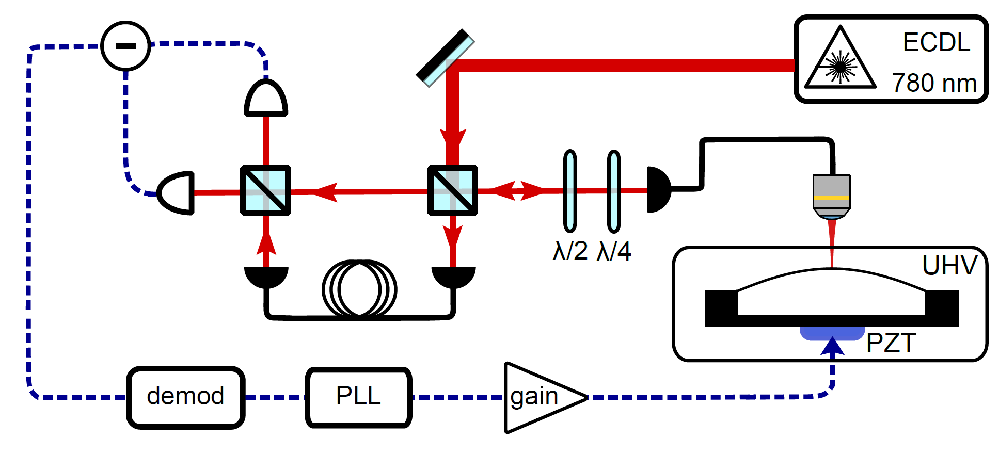 ECDL
780 nm
λ/2
λ/4
UHV
PZT
demod
PLL
gain